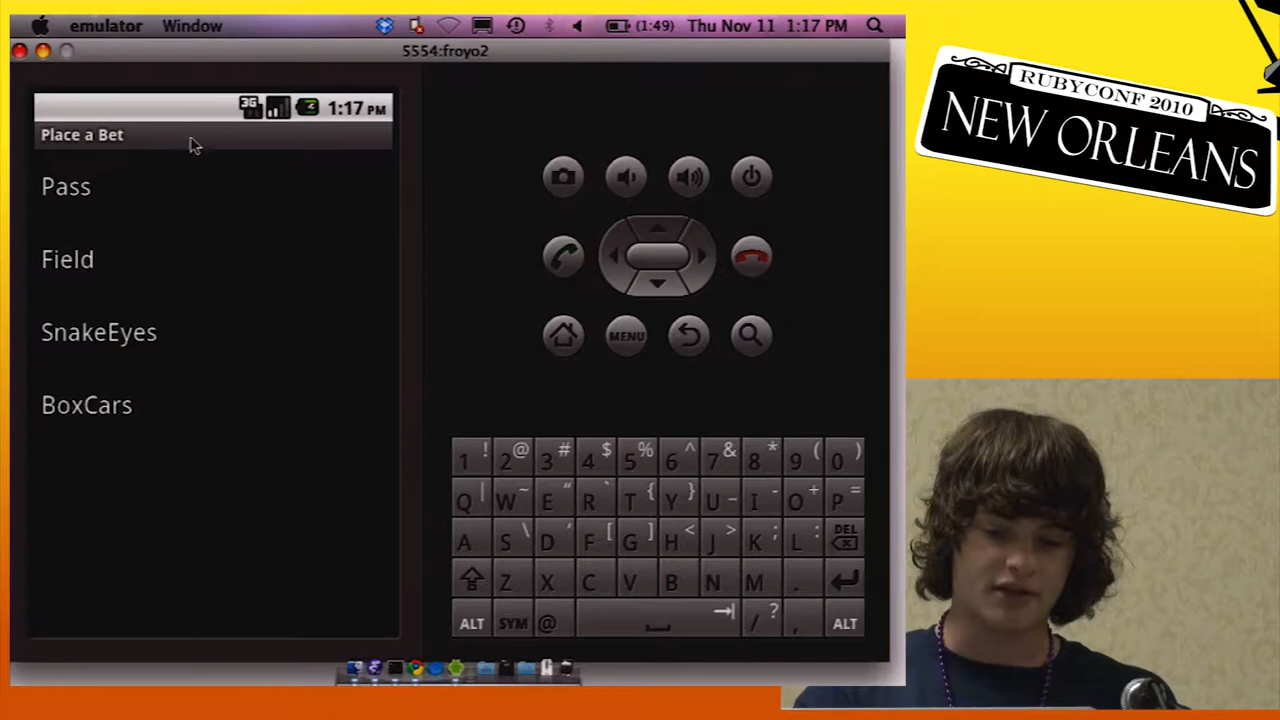 emulator Window (1:49) Thu Nov 11 1:17 PM
5554:froyo2
3G 1:17 PM
Place a Bet
Pass
Field
SnakeEyes
BoxCars
MENU
1 ! 2 @ 3 # 4 $ 5 % 6 ^ 7 & 8 * 9 ( 0 )
Q | W ~ E " R ` T { Y } U _ I - O + P =
A S \ D ' F [ G ] H < J > K ; L : DEL
Z X C V B N M .
ALT SYM @ / ? , ALT
RUBYCONF 2010
NEW ORLEANS